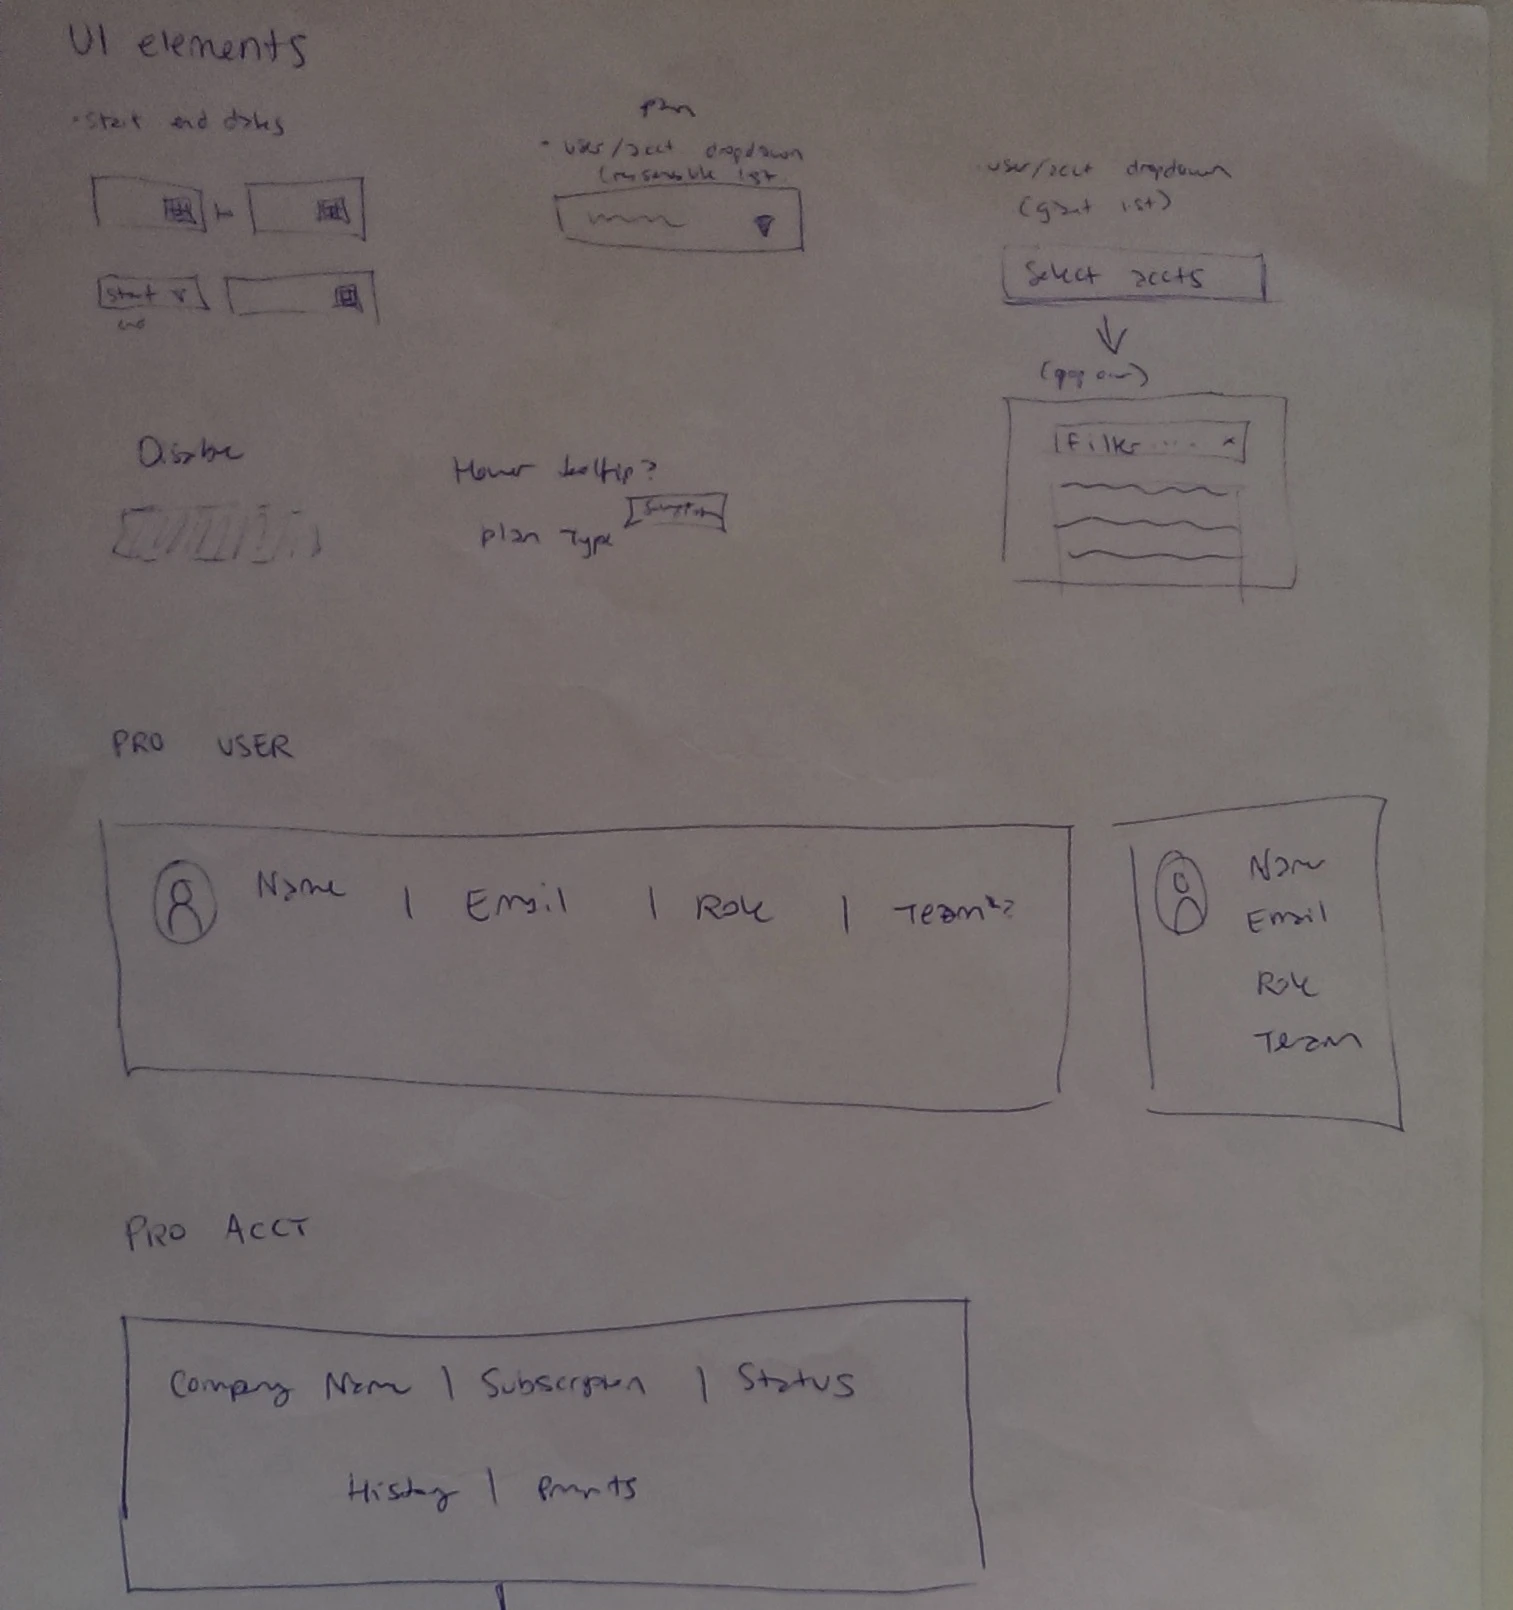 UI elements
• Start end dates
to
Start
end
plan
• user/acct dropdown
(reasonable list
user/acct dropdown
(giant list)
Select accts
(pop over)
Filter .... x
Disable
Hover tooltip?
plan Type
PRO USER
Name | Email | Role | Team
Name
Email
Role
Team
PRO ACCT
Company Name | Subscription | Status
History |